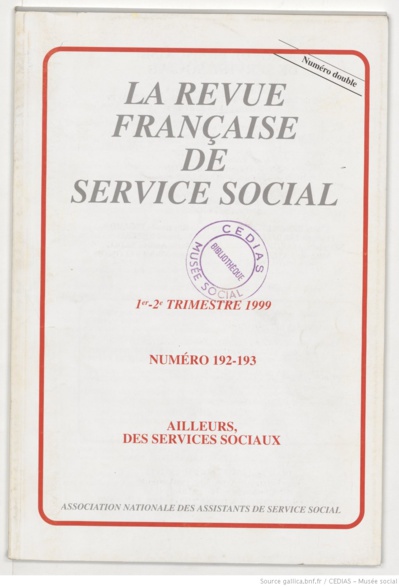 Numéro double
LA REVUE
FRANÇAISE
DE
SERVICE SOCIAL
CEDIAS
BIBLIOTHÈQUE
MUSÉE SOCIAL
1er-2e TRIMESTRE 1999
NUMÉRO 192-193
AILLEURS,
DES SERVICES SOCIAUX
ASSOCIATION NATIONALE DES ASSISTANTS DE SERVICE SOCIAL
Source gallica.bnf.fr / CEDIAS – Musée social